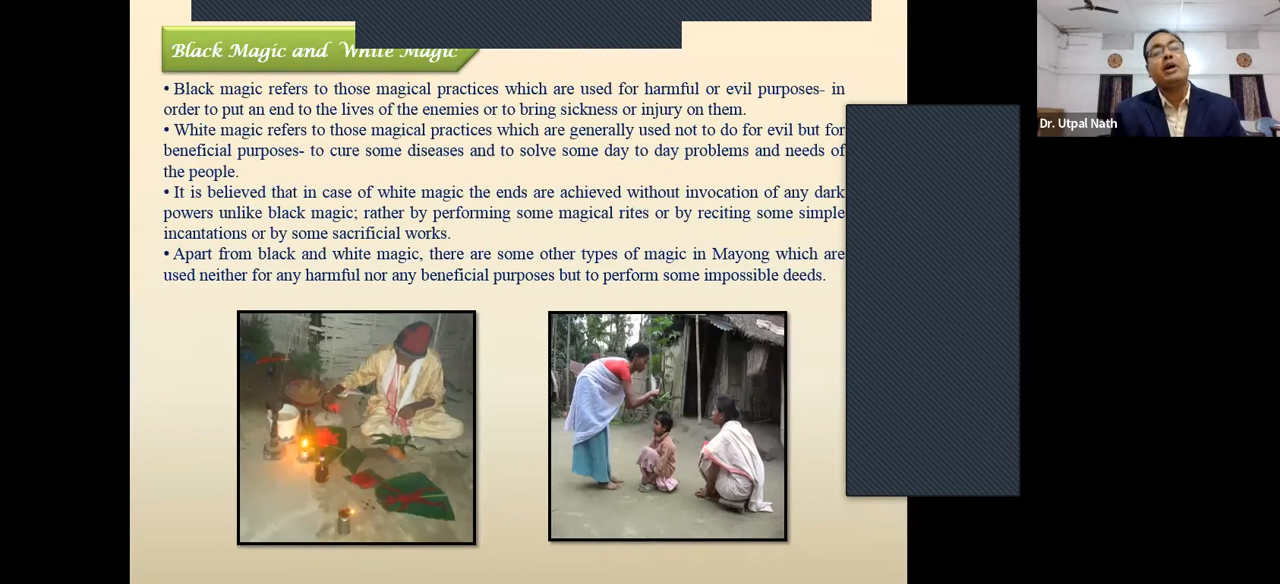 Black Magic and White Magic
• Black magic refers to those magical practices which are used for harmful or evil purposes- in
order to put an end to the lives of the enemies or to bring sickness or injury on them.
• White magic refers to those magical practices which are generally used not to do for evil but for
beneficial purposes- to cure some diseases and to solve some day to day problems and needs of
the people.
• It is believed that in case of white magic the ends are achieved without invocation of any dark
powers unlike black magic; rather by performing some magical rites or by reciting some simple
incantations or by some sacrificial works.
• Apart from black and white magic, there are some other types of magic in Mayong which are
used neither for any harmful nor any beneficial purposes but to perform some impossible deeds.
Dr. Utpal Nath